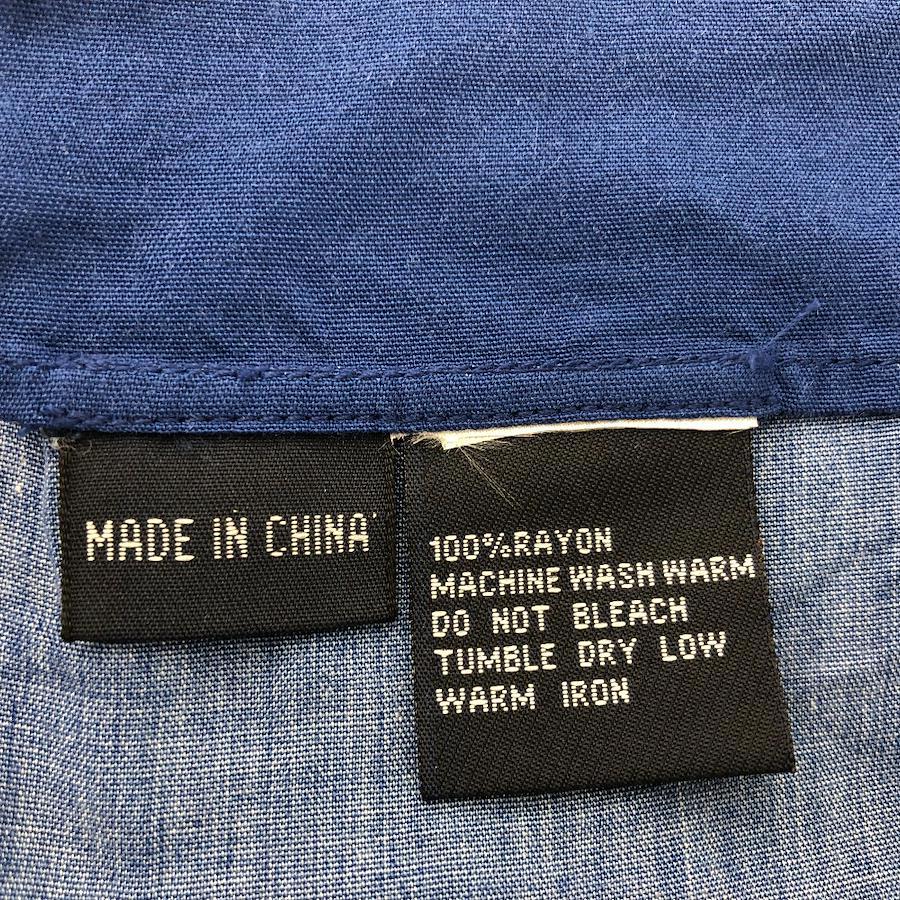 MADE IN CHINA
100%RAYON
MACHINE WASH WARM
DO NOT BLEACH
TUMBLE DRY LOW
WARM IRON